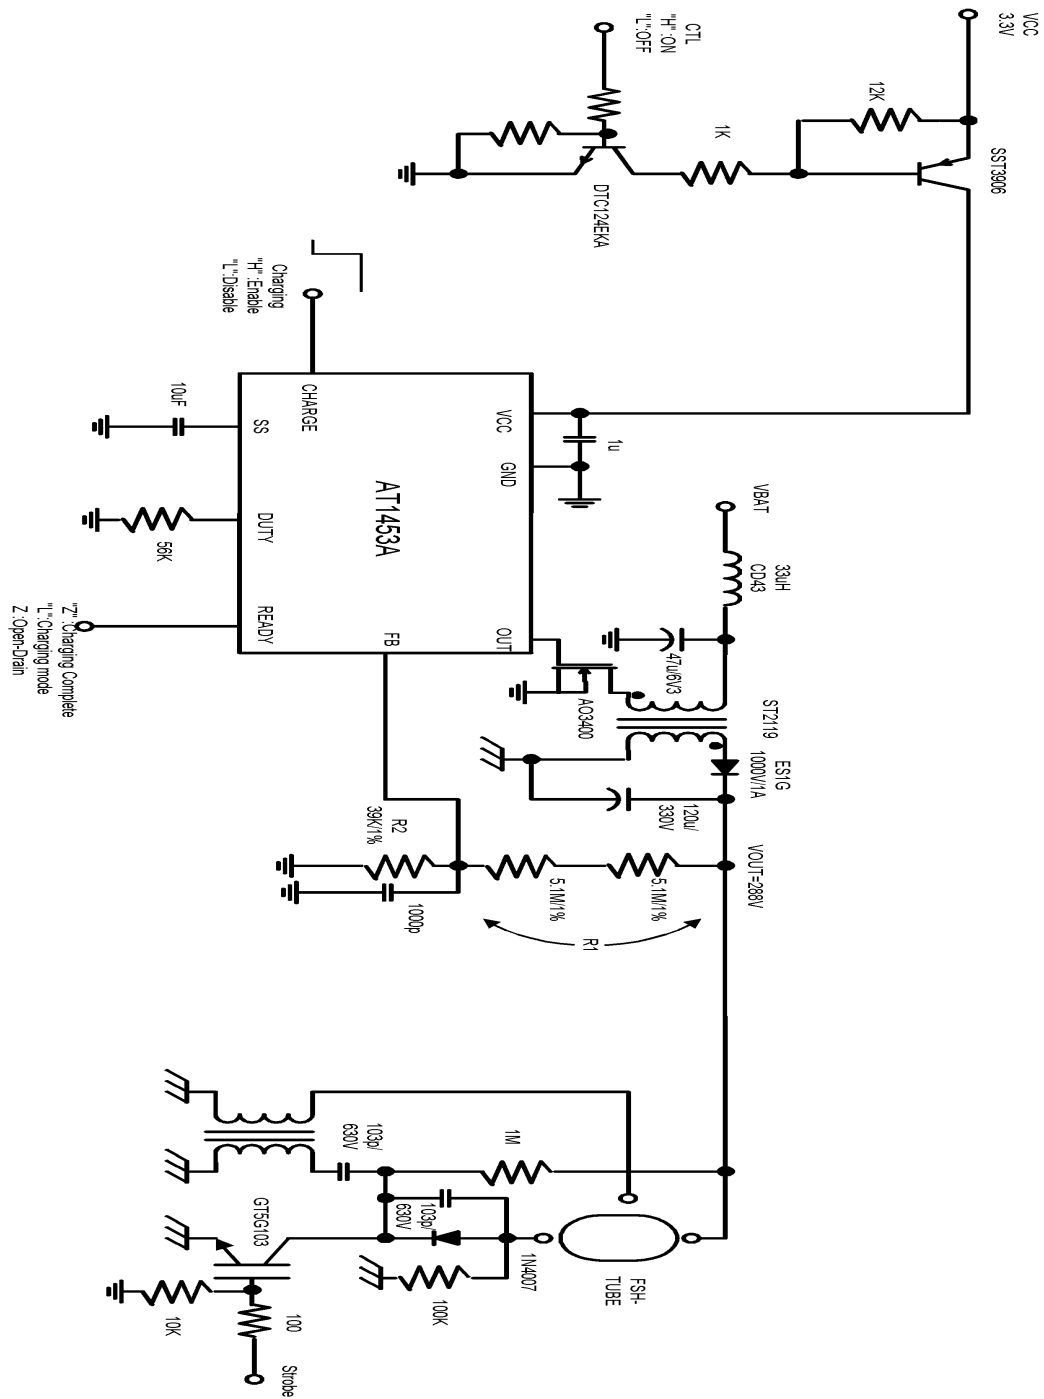 VCC
3.3V
12K
SST3906
1K
CTL
"H" :ON
"L":OFF
DTC124EKA
Charging
"H" :Enable
"L":Disable
CHARGE
VCC
GND
OUT
SS
DUTY
READY
FB
AT1453A
1u
10uF
56K
"Z" :Charging Complete
"L":Charging mode
Z :Open-Drain
VBAT
33uH
CD43
47u/6V3
AO3400
ST2119
ES1G
1000V/1A
120u/
330V
VOUT=288V
R2
39K/1%
1000p
5.1M/1%
5.1M/1%
R1
1M
103p/
630V
103p/
630V
1N4007
100K
FSH-
TUBE
GT5G103
10K
100
Strobe